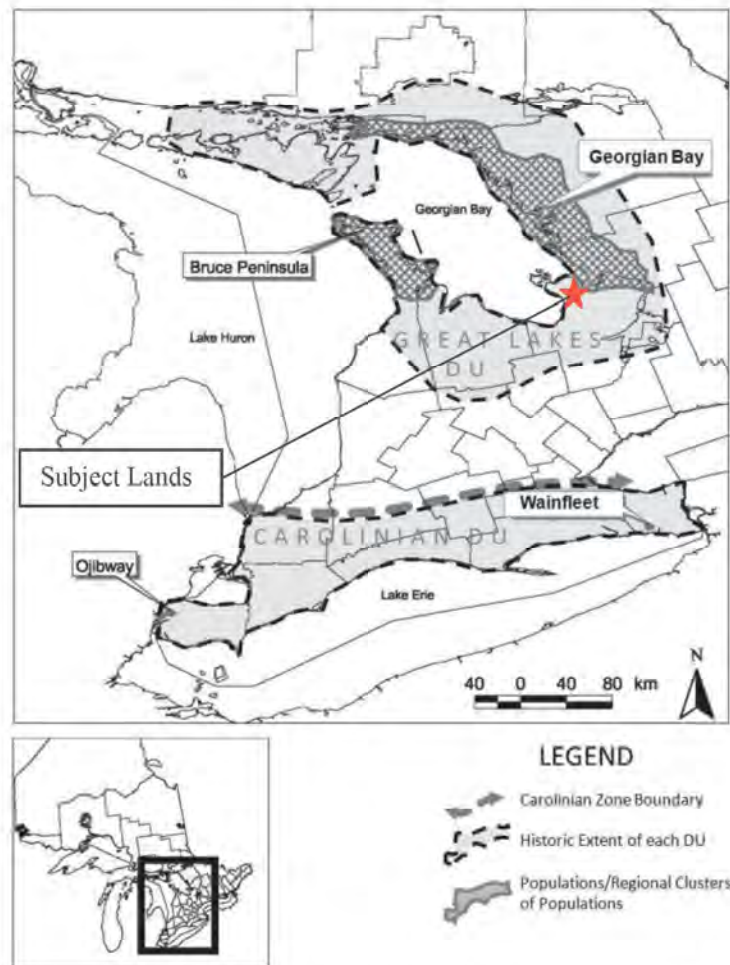 Georgian Bay
Georgian Bay
Bruce Peninsula
Lake Huron
GREAT LAKES
DU
Subject Lands
Wainfleet
CAROLINIAN DU
Ojibway
Lake Erie
N
40 0 40 80 km
LEGEND
Carolinian Zone Boundary
Historic Extent of each DU
Populations/Regional Clusters
of Populations